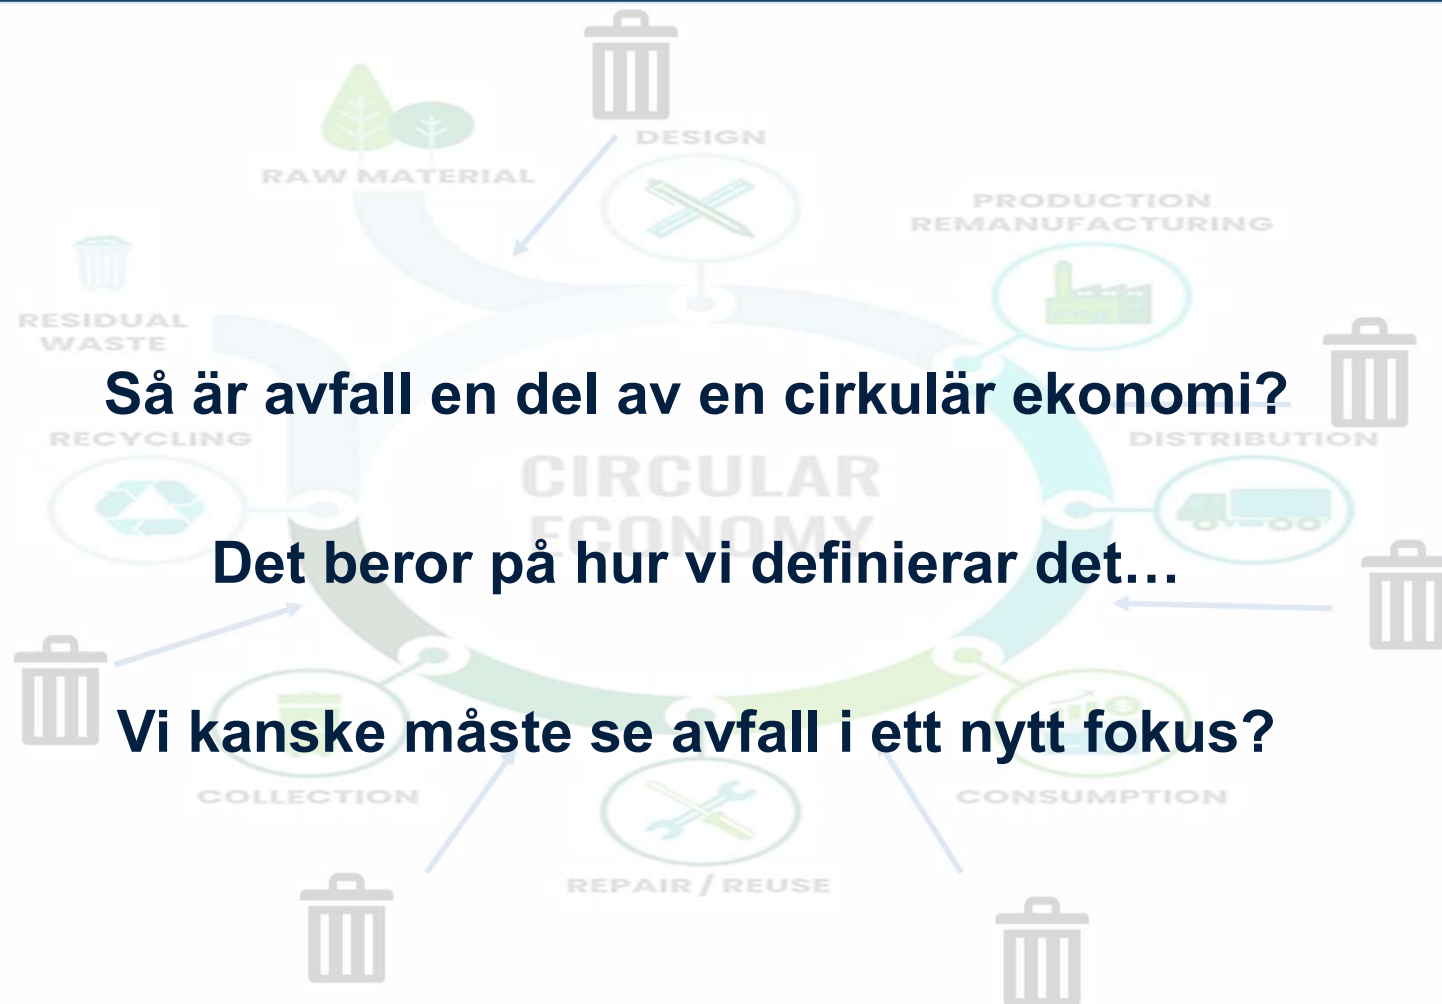 DESIGN
RAW MATERIAL
PRODUCTION
REMANUFACTURING
RESIDUAL
WASTE
Så är avfall en del av en cirkulär ekonomi?
RECYCLING
DISTRIBUTION
CIRCULAR
ECONOMY
Det beror på hur vi definierar det…
Vi kanske måste se avfall i ett nytt fokus?
COLLECTION
CONSUMPTION
REPAIR / REUSE